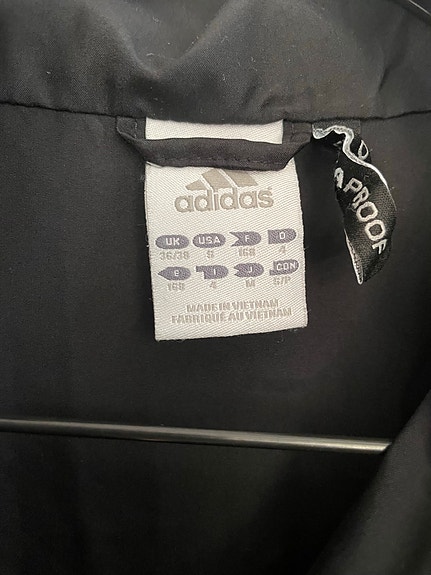 adidas
UK USA F D
36/38 S 168 4
E I J CDN
168 4 M S/P
MADE IN VIETNAM
FABRIQUÉ AU VIETNAM
PROOF